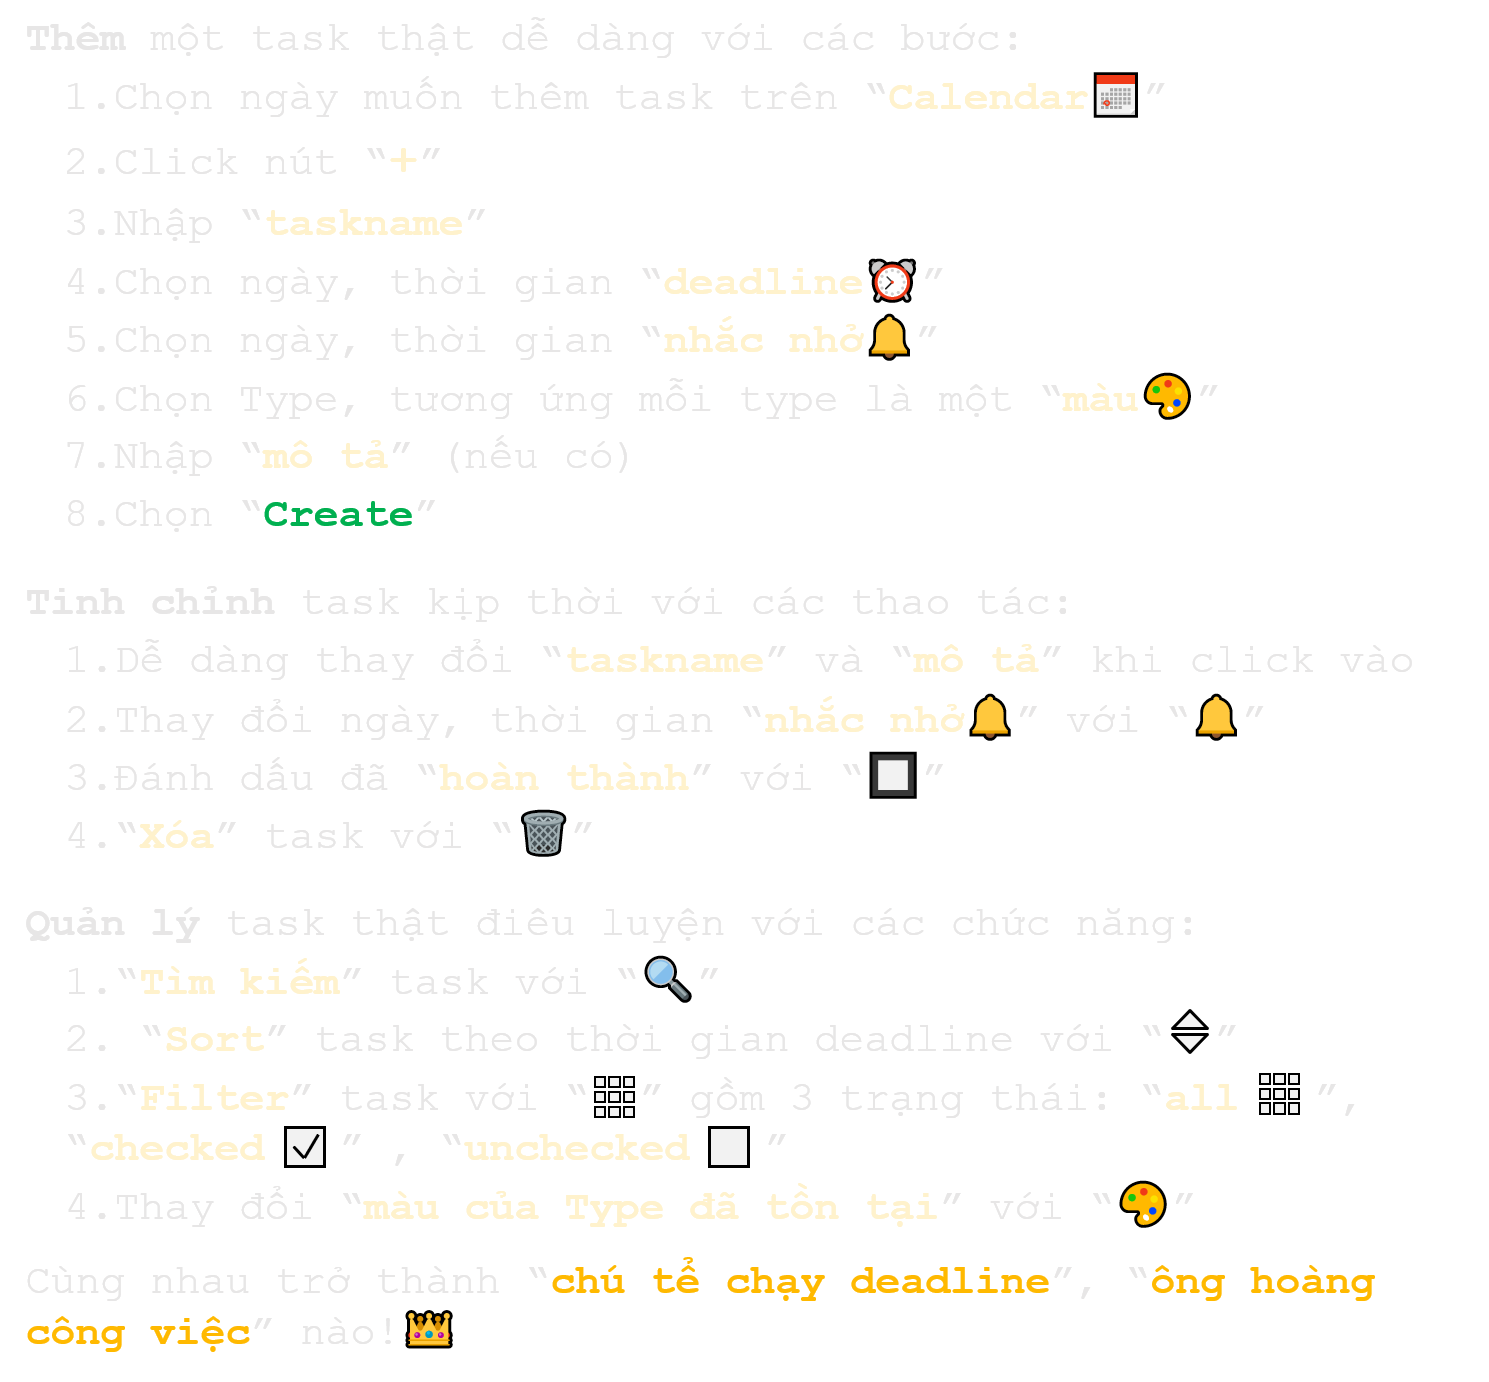 Thêm một task thật dễ dàng với các bước:
1.Chọn ngày muốn thêm task trên “Calendar”
2.Click nút “+”
3.Nhập “taskname”
4.Chọn ngày, thời gian “deadline”
5.Chọn ngày, thời gian “nhắc nhở”
6.Chọn Type, tương ứng mỗi type là một “màu”
7.Nhập “mô tả” (nếu có)
8.Chọn “Create”
Tinh chỉnh task kịp thời với các thao tác:
1.Dễ dàng thay đổi “taskname” và “mô tả” khi click vào
2.Thay đổi ngày, thời gian “nhắc nhở” với “”
3.Đánh dấu đã “hoàn thành” với “”
4.“Xóa” task với “”
Quản lý task thật điêu luyện với các chức năng:
1.“Tìm kiếm” task với “”
2. “Sort” task theo thời gian deadline với “”
3.“Filter” task với “” gồm 3 trạng thái: “all ”,
“checked ” , “unchecked ”
4.Thay đổi “màu của Type đã tồn tại” với “”
Cùng nhau trở thành “chú tể chạy deadline”, “ông hoàng
công việc” nào!